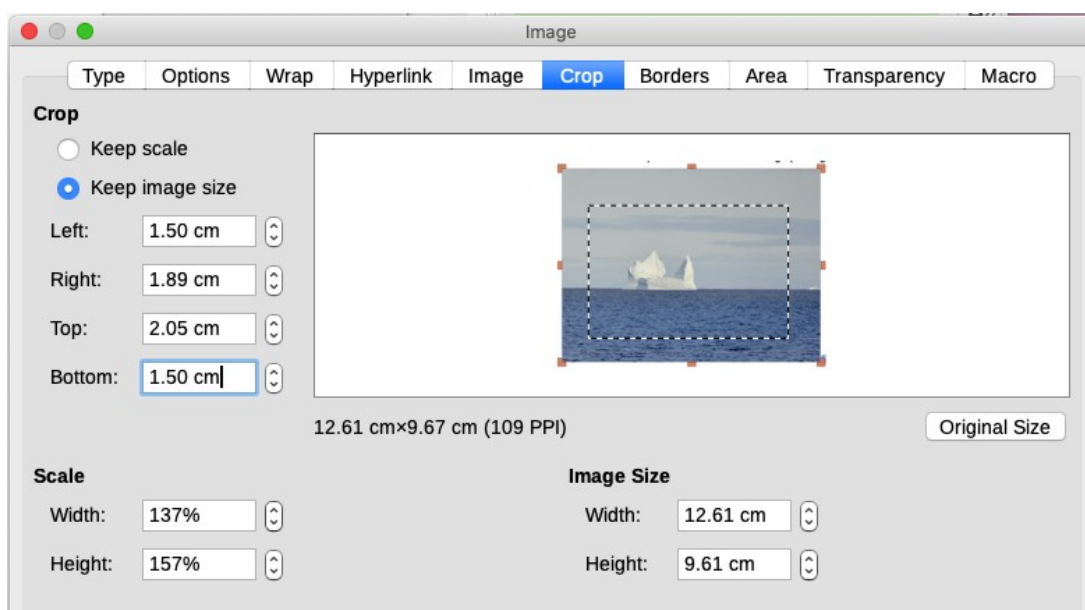 Image
Type Options Wrap Hyperlink Image Crop Borders Area Transparency Macro
Crop
Keep scale
Keep image size
Left: 1.50 cm
Right: 1.89 cm
Top: 2.05 cm
Bottom: 1.50 cm
12.61 cm×9.67 cm (109 PPI)
Original Size
Scale
Image Size
Width: 137%
Width: 12.61 cm
Height: 157%
Height: 9.61 cm